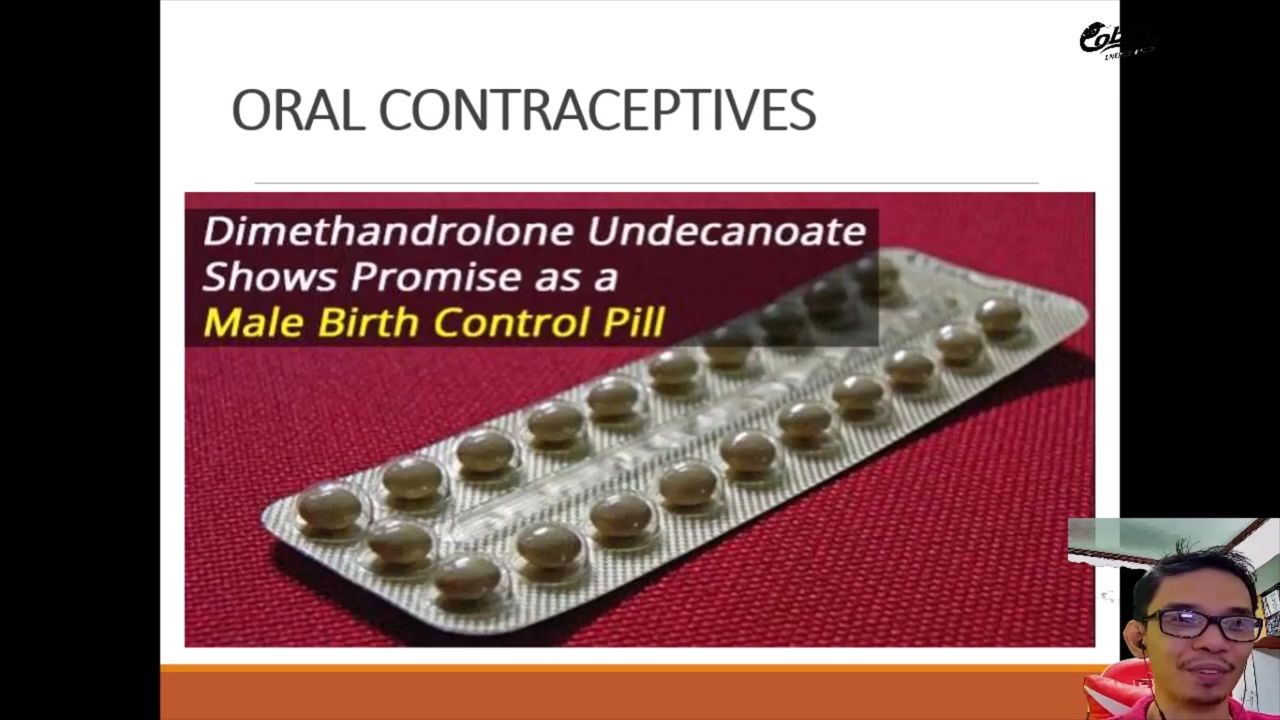 ORAL CONTRACEPTIVES
Dimethandrolone Undecanoate
Shows Promise as a
Male Birth Control Pill